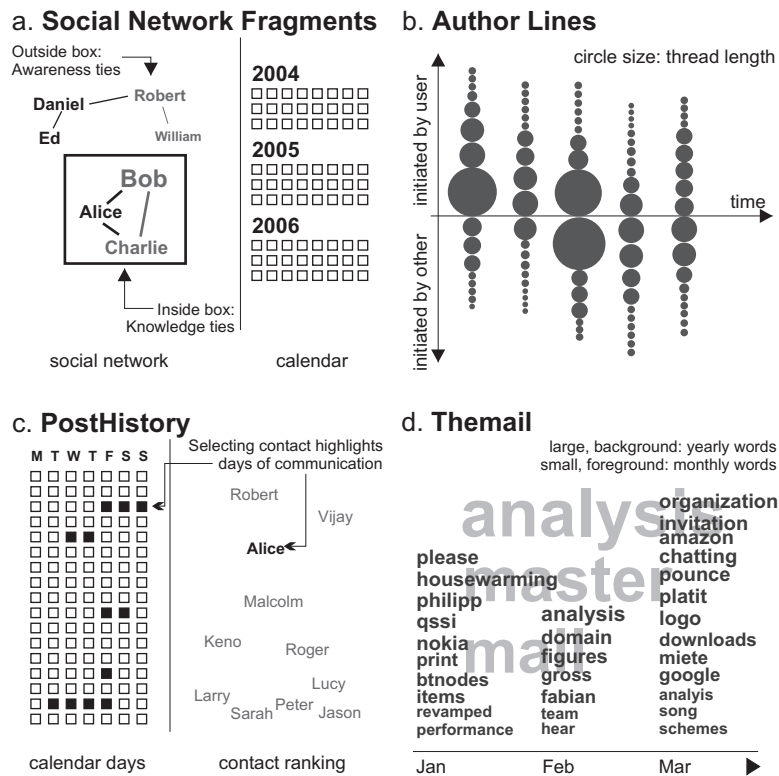 a. Social Network Fragments
Outside box:
Awareness ties
Daniel
Robert
Ed
William
Bob
Alice
Charlie
Inside box:
Knowledge ties
social network
2004
2005
2006
calendar
b. Author Lines
circle size: thread length
initiated by user
time
initiated by other
c. PostHistory
M T W T F S S
Selecting contact highlights
days of communication
Robert
Vijay
Alice
Malcolm
Keno
Roger
Lucy
Larry
Sarah
Peter
Jason
calendar days
contact ranking
d. Themail
large, background: yearly words
small, foreground: monthly words
analysis
master
mail
please
housewarming
philipp
qssi
nokia
print
btnodes
items
revamped
performance
analysis
domain
figures
gross
fabian
team
hear
organization
invitation
amazon
chatting
pounce
platit
logo
downloads
miete
google
analyis
song
schemes
Jan
Feb
Mar